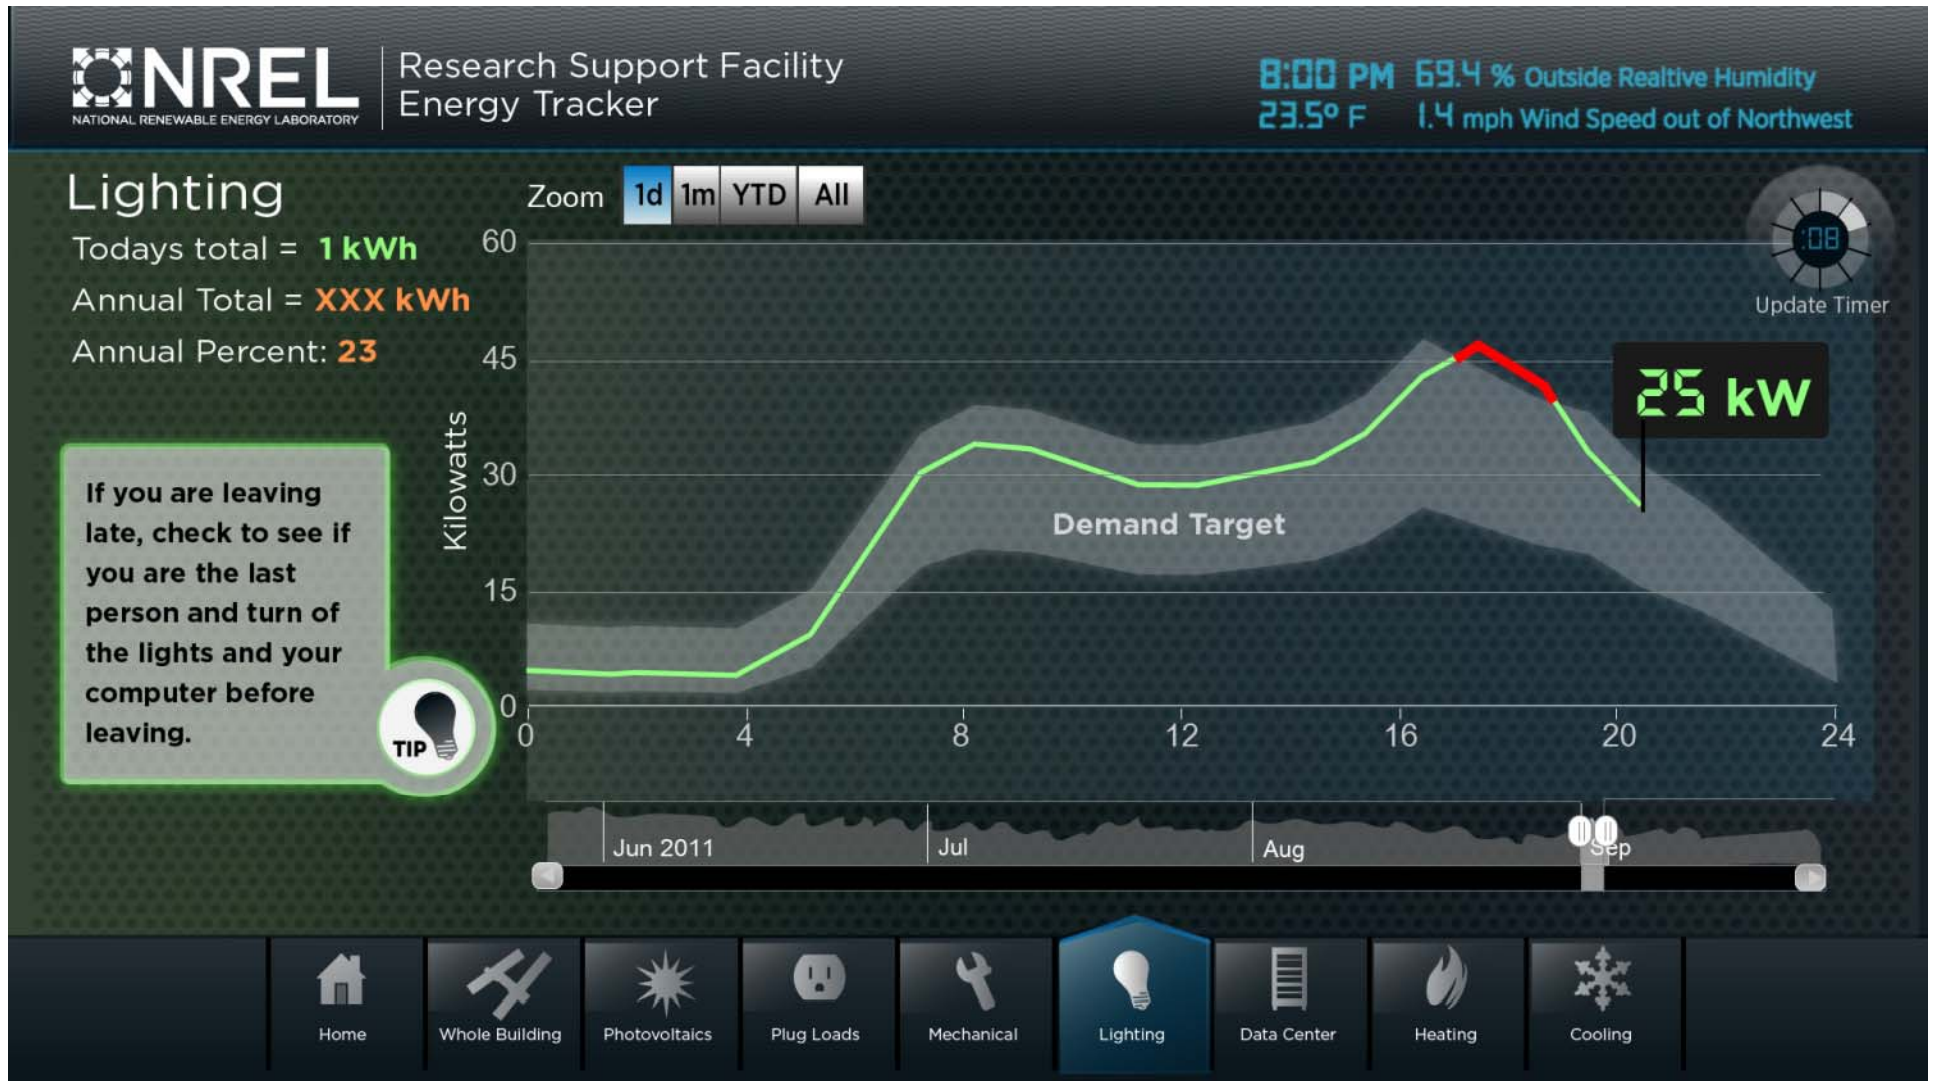 NREL
NATIONAL RENEWABLE ENERGY LABORATORY
Research Support Facility
Energy Tracker
8:00 PM 69.4 % Outside Realtive Humidity
23.5° F 1.4 mph Wind Speed out of Northwest
Lighting
Todays total = 1 kWh
Annual Total = XXX kWh
Annual Percent: 23
Zoom 1d 1m YTD All
:08
Update Timer
60
45
30
15
0
Kilowatts
25 kW
Demand Target
0 4 8 12 16 20 24
If you are leaving
late, check to see if
you are the last
person and turn of
the lights and your
computer before
leaving.
TIP
Jun 2011 Jul Aug Sep
Home Whole Building Photovoltaics Plug Loads Mechanical Lighting Data Center Heating Cooling